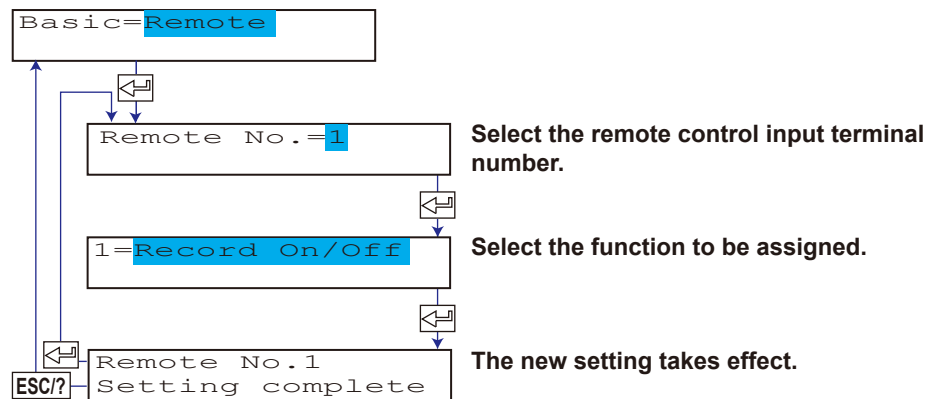 Basic=Remote
Remote No.=1
Select the remote control input terminal
number.
1=Record On/Off
Select the function to be assigned.
Remote No.1
Setting complete
The new setting takes effect.
ESC/?